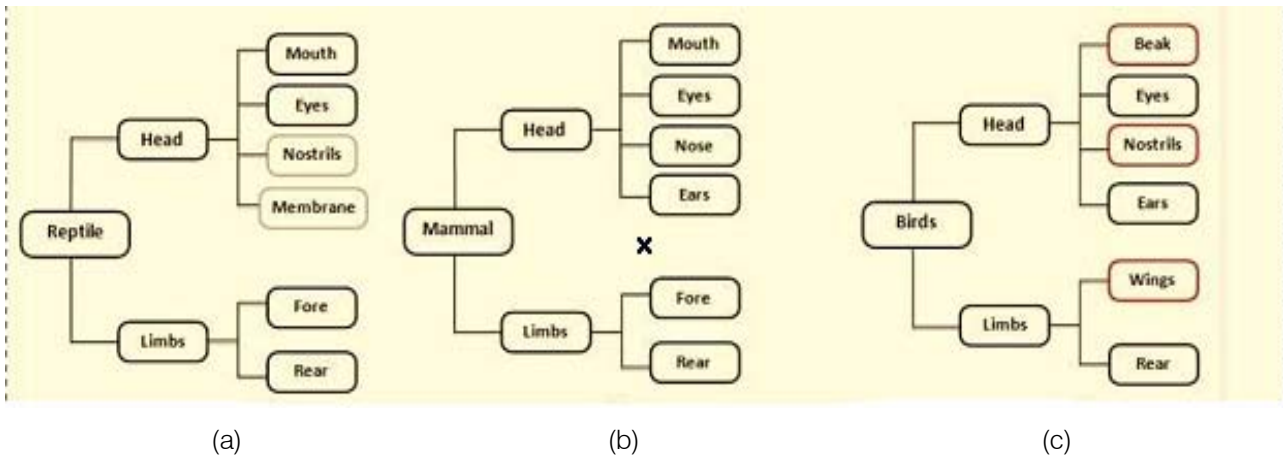 Reptile
Head
Mouth
Eyes
Nostrils
Membrane
Limbs
Fore
Rear
(a)
Mammal
Head
Mouth
Eyes
Nose
Ears
x
Limbs
Fore
Rear
(b)
Birds
Head
Beak
Eyes
Nostrils
Ears
Limbs
Wings
Rear
(c)